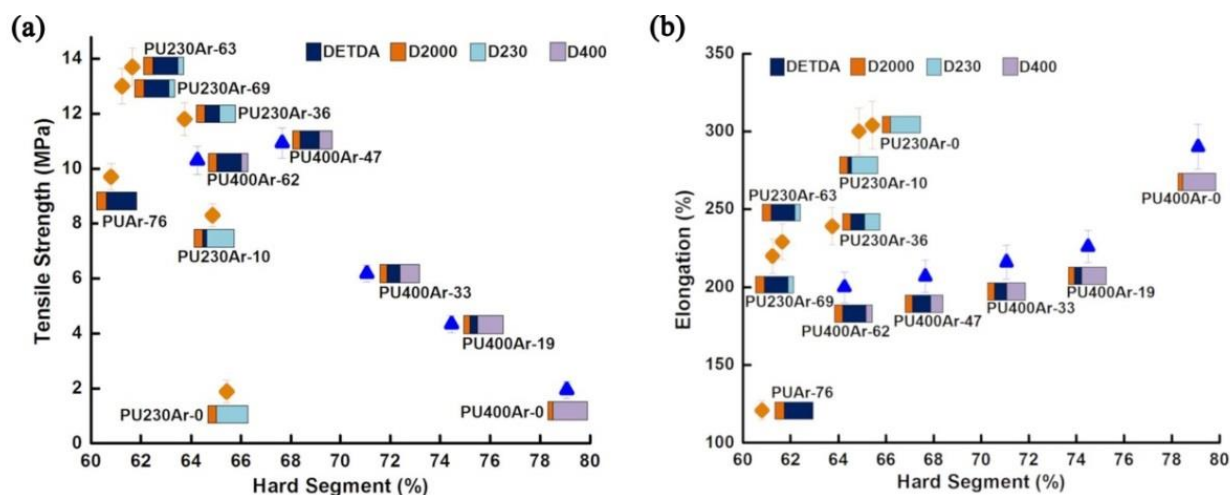 (a)
Tensile Strength (MPa)
14
12
10
8
6
4
2
0
DETDA D2000 D230 D400
PU230Ar-63
PU230Ar-69
PU230Ar-36
PU400Ar-47
PU400Ar-62
PUAr-76
PU230Ar-10
PU400Ar-33
PU400Ar-19
PU230Ar-0
PU400Ar-0
60 62 64 66 68 70 72 74 76 78 80
Hard Segment (%)
(b)
Elongation (%)
350
300
250
200
150
100
DETDA D2000 D230 D400
PU230Ar-0
PU230Ar-10
PU230Ar-63
PU400Ar-0
PU230Ar-36
PU230Ar-69
PU400Ar-19
PU400Ar-33
PU400Ar-47
PU400Ar-62
PUAr-76
60 62 64 66 68 70 72 74 76 78 80
Hard Segment (%)